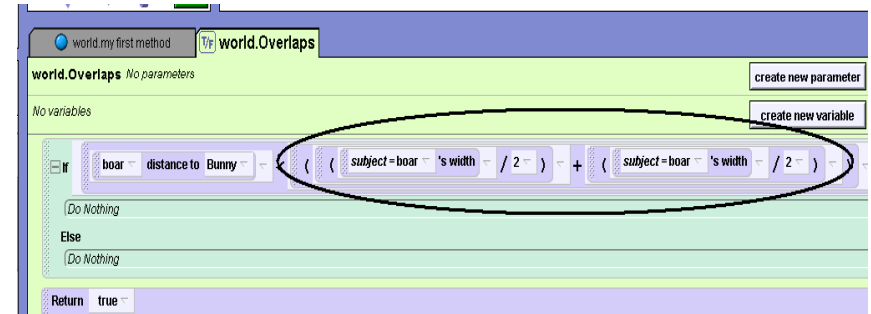 world.my first method T/F world.Overlaps
world.Overlaps No parameters create new parameter
No variables create new variable
If boar distance to Bunny < ( ( subject = boar 's width / 2 ) + ( subject = boar 's width / 2 ) )
(Do Nothing
Else
(Do Nothing
Return true